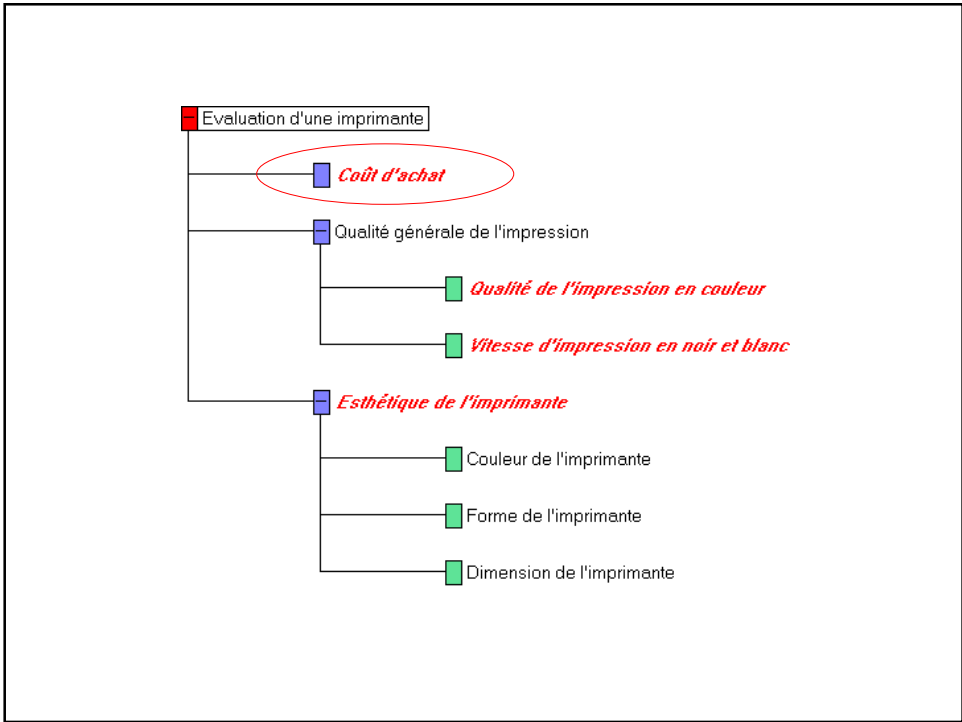 Evaluation d'une imprimante
Coût d'achat
Qualité générale de l'impression
Qualité de l'impression en couleur
Vitesse d'impression en noir et blanc
Esthétique de l'imprimante
Couleur de l'imprimante
Forme de l'imprimante
Dimension de l'imprimante